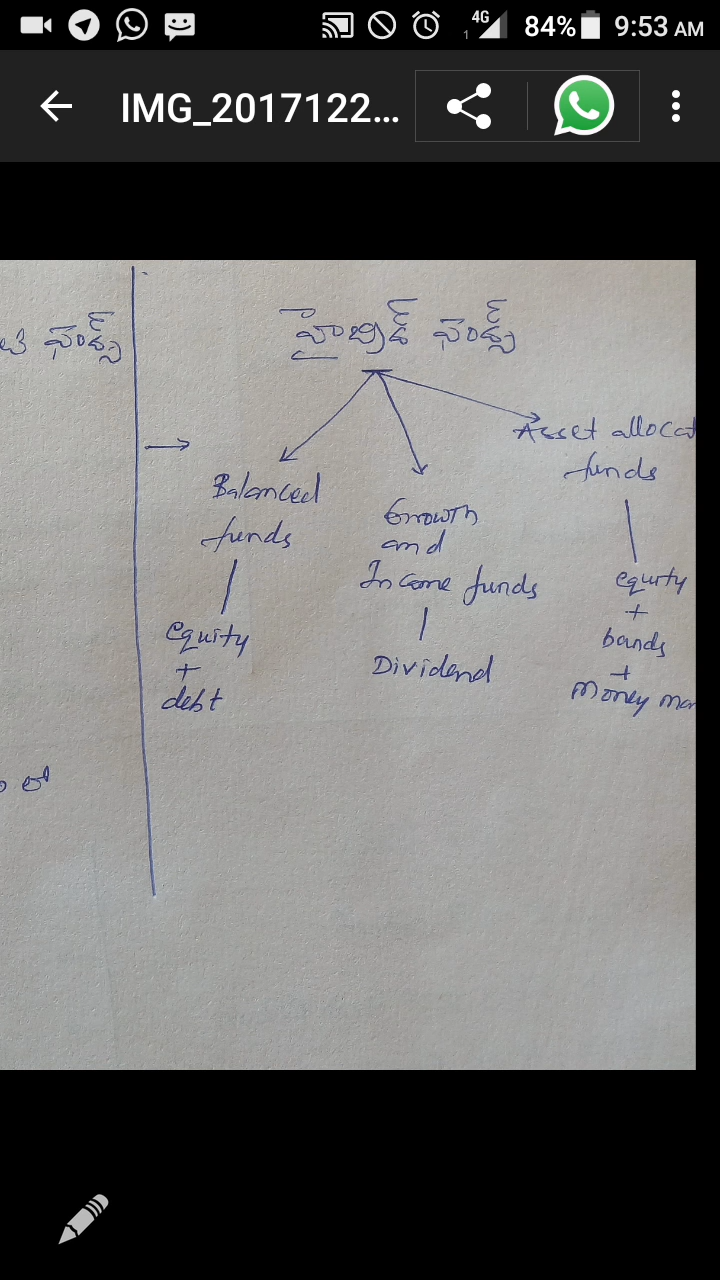 4G
1
84%
9:53 AM
IMG_2017122...
ఫండ్స్
హైబ్రిడ్ ఫండ్స్
Balanced
funds
equity
+
debt
Growth
and
Income funds
Dividend
Asset allocat
funds
equity
+
bonds
+
Money mar
లో